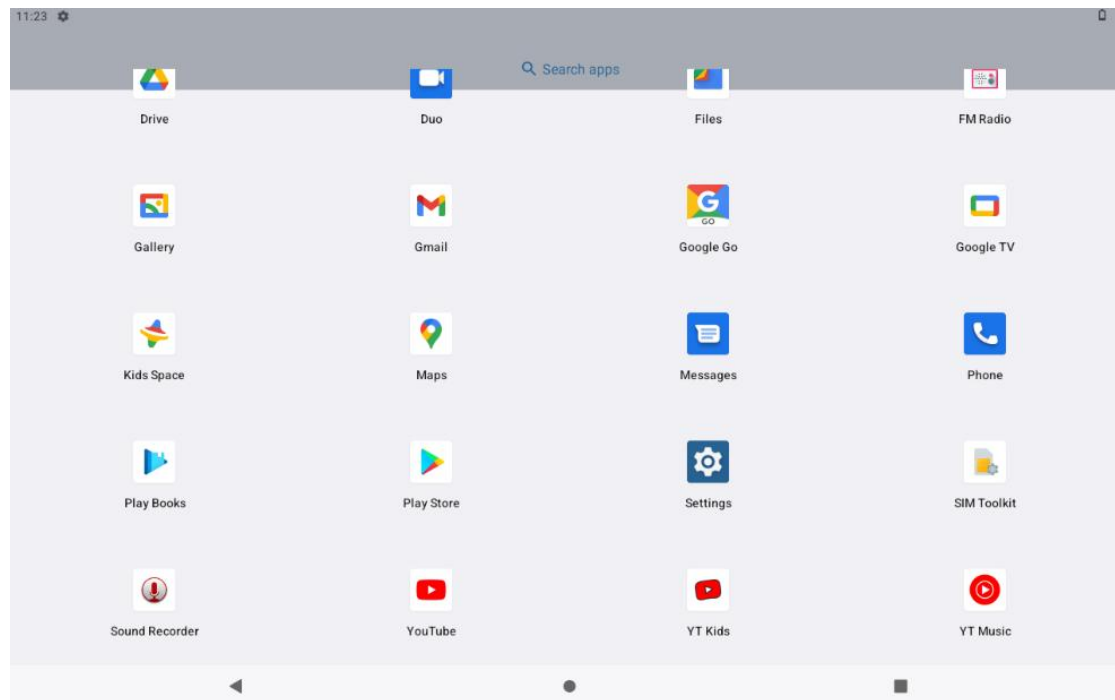 11:23
Search apps
Drive
Duo
Files
FM Radio
Gallery
Gmail
G
GO
Google Go
Google TV
Kids Space
Maps
Messages
Phone
Play Books
Play Store
Settings
SIM Toolkit
Sound Recorder
YouTube
YT Kids
YT Music